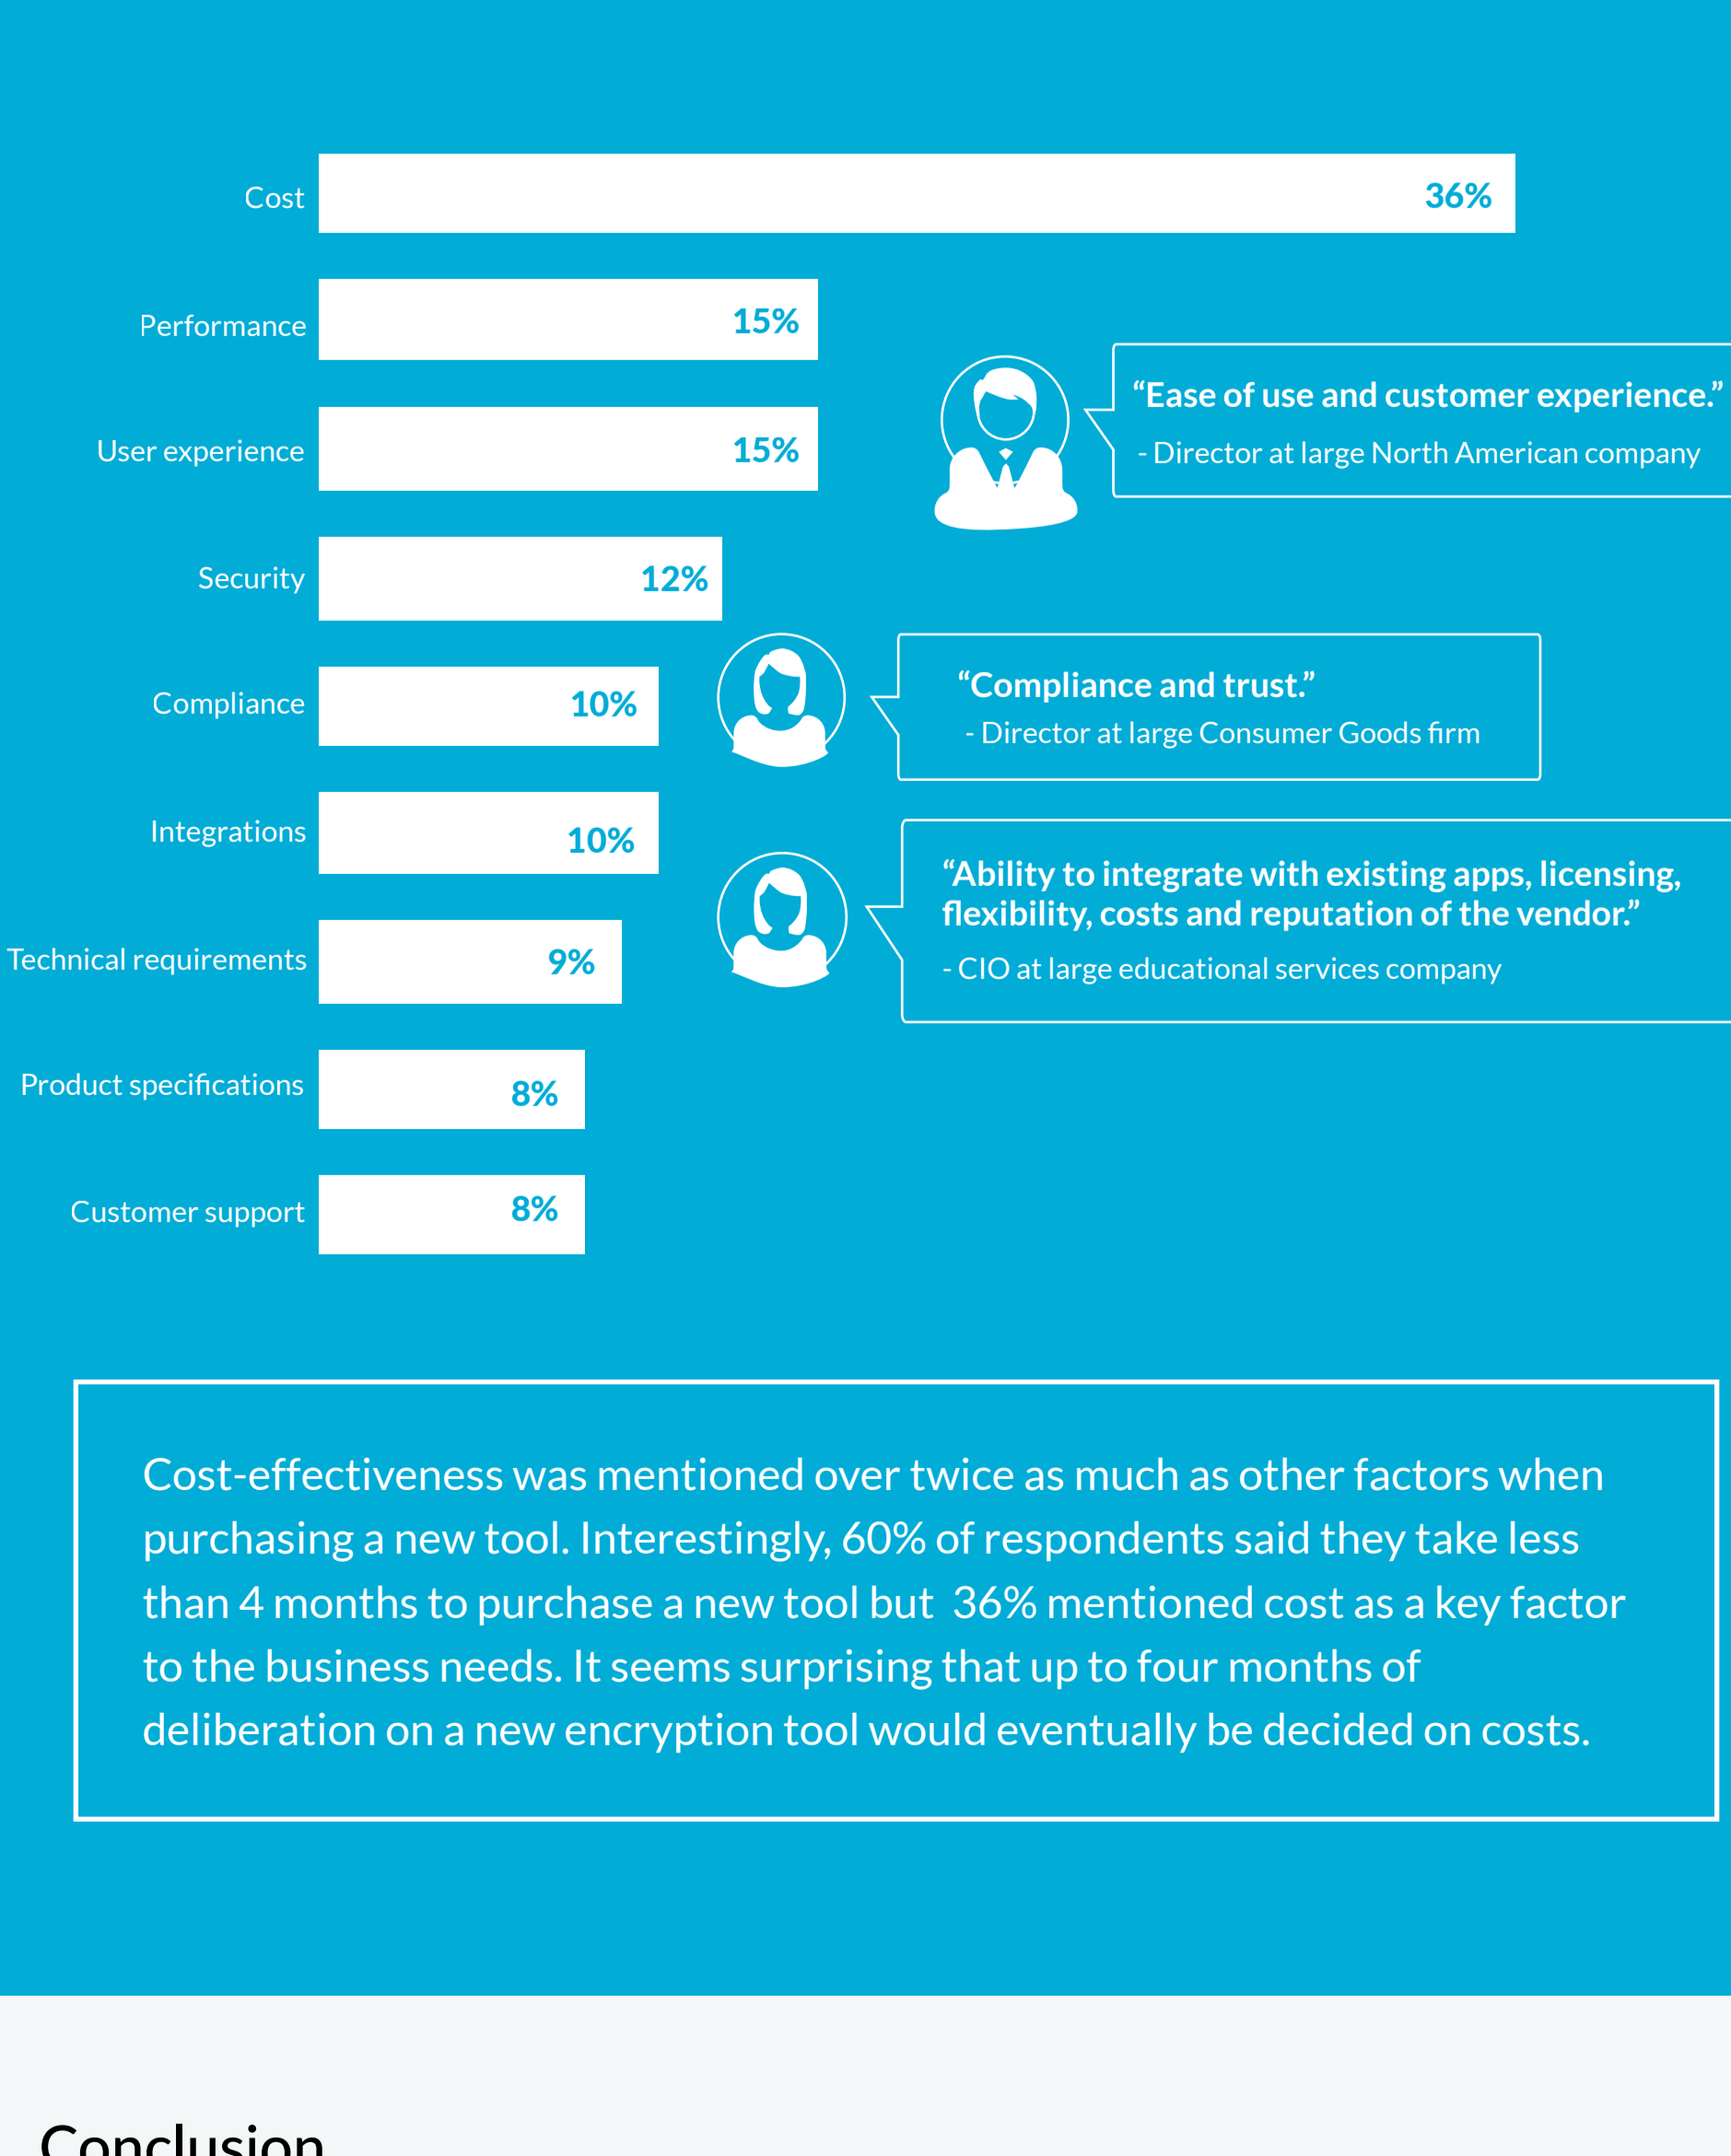 Cost
36%
Performance
15%
User experience
15%
“Ease of use and customer experience.”
- Director at large North American company
Security
12%
Compliance
10%
“Compliance and trust.”
- Director at large Consumer Goods firm
Integrations
10%
“Ability to integrate with existing apps, licensing,
flexibility, costs and reputation of the vendor.”
- CIO at large educational services company
Technical requirements
9%
Product specifications
8%
Customer support
8%
Cost-effectiveness was mentioned over twice as much as other factors when
purchasing a new tool. Interestingly, 60% of respondents said they take less
than 4 months to purchase a new tool but  36% mentioned cost as a key factor
to the business needs. It seems surprising that up to four months of
deliberation on a new encryption tool would eventually be decided on costs.
Conclusion